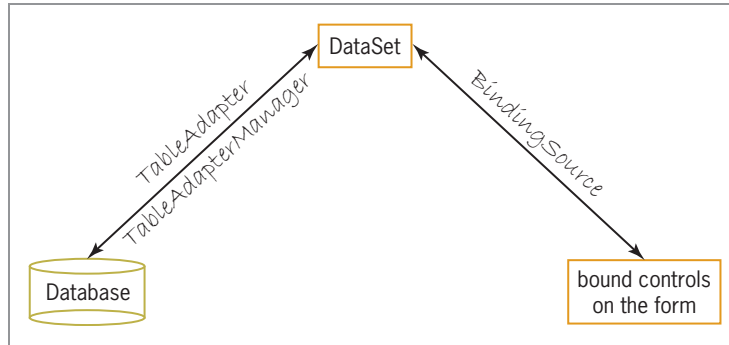 DataSet
TableAdapter
TableAdapterManager
BindingSource
Database
bound controls
on the form